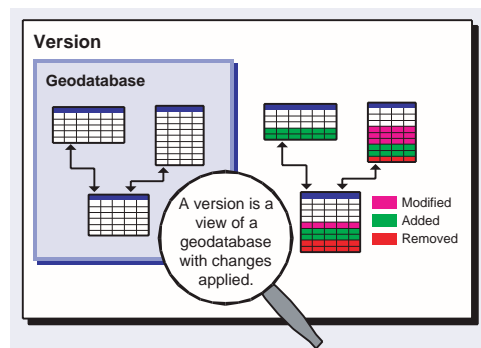 Version
Geodatabase
A version is a
view of a
geodatabase
with changes
applied.
Modified
Added
Removed